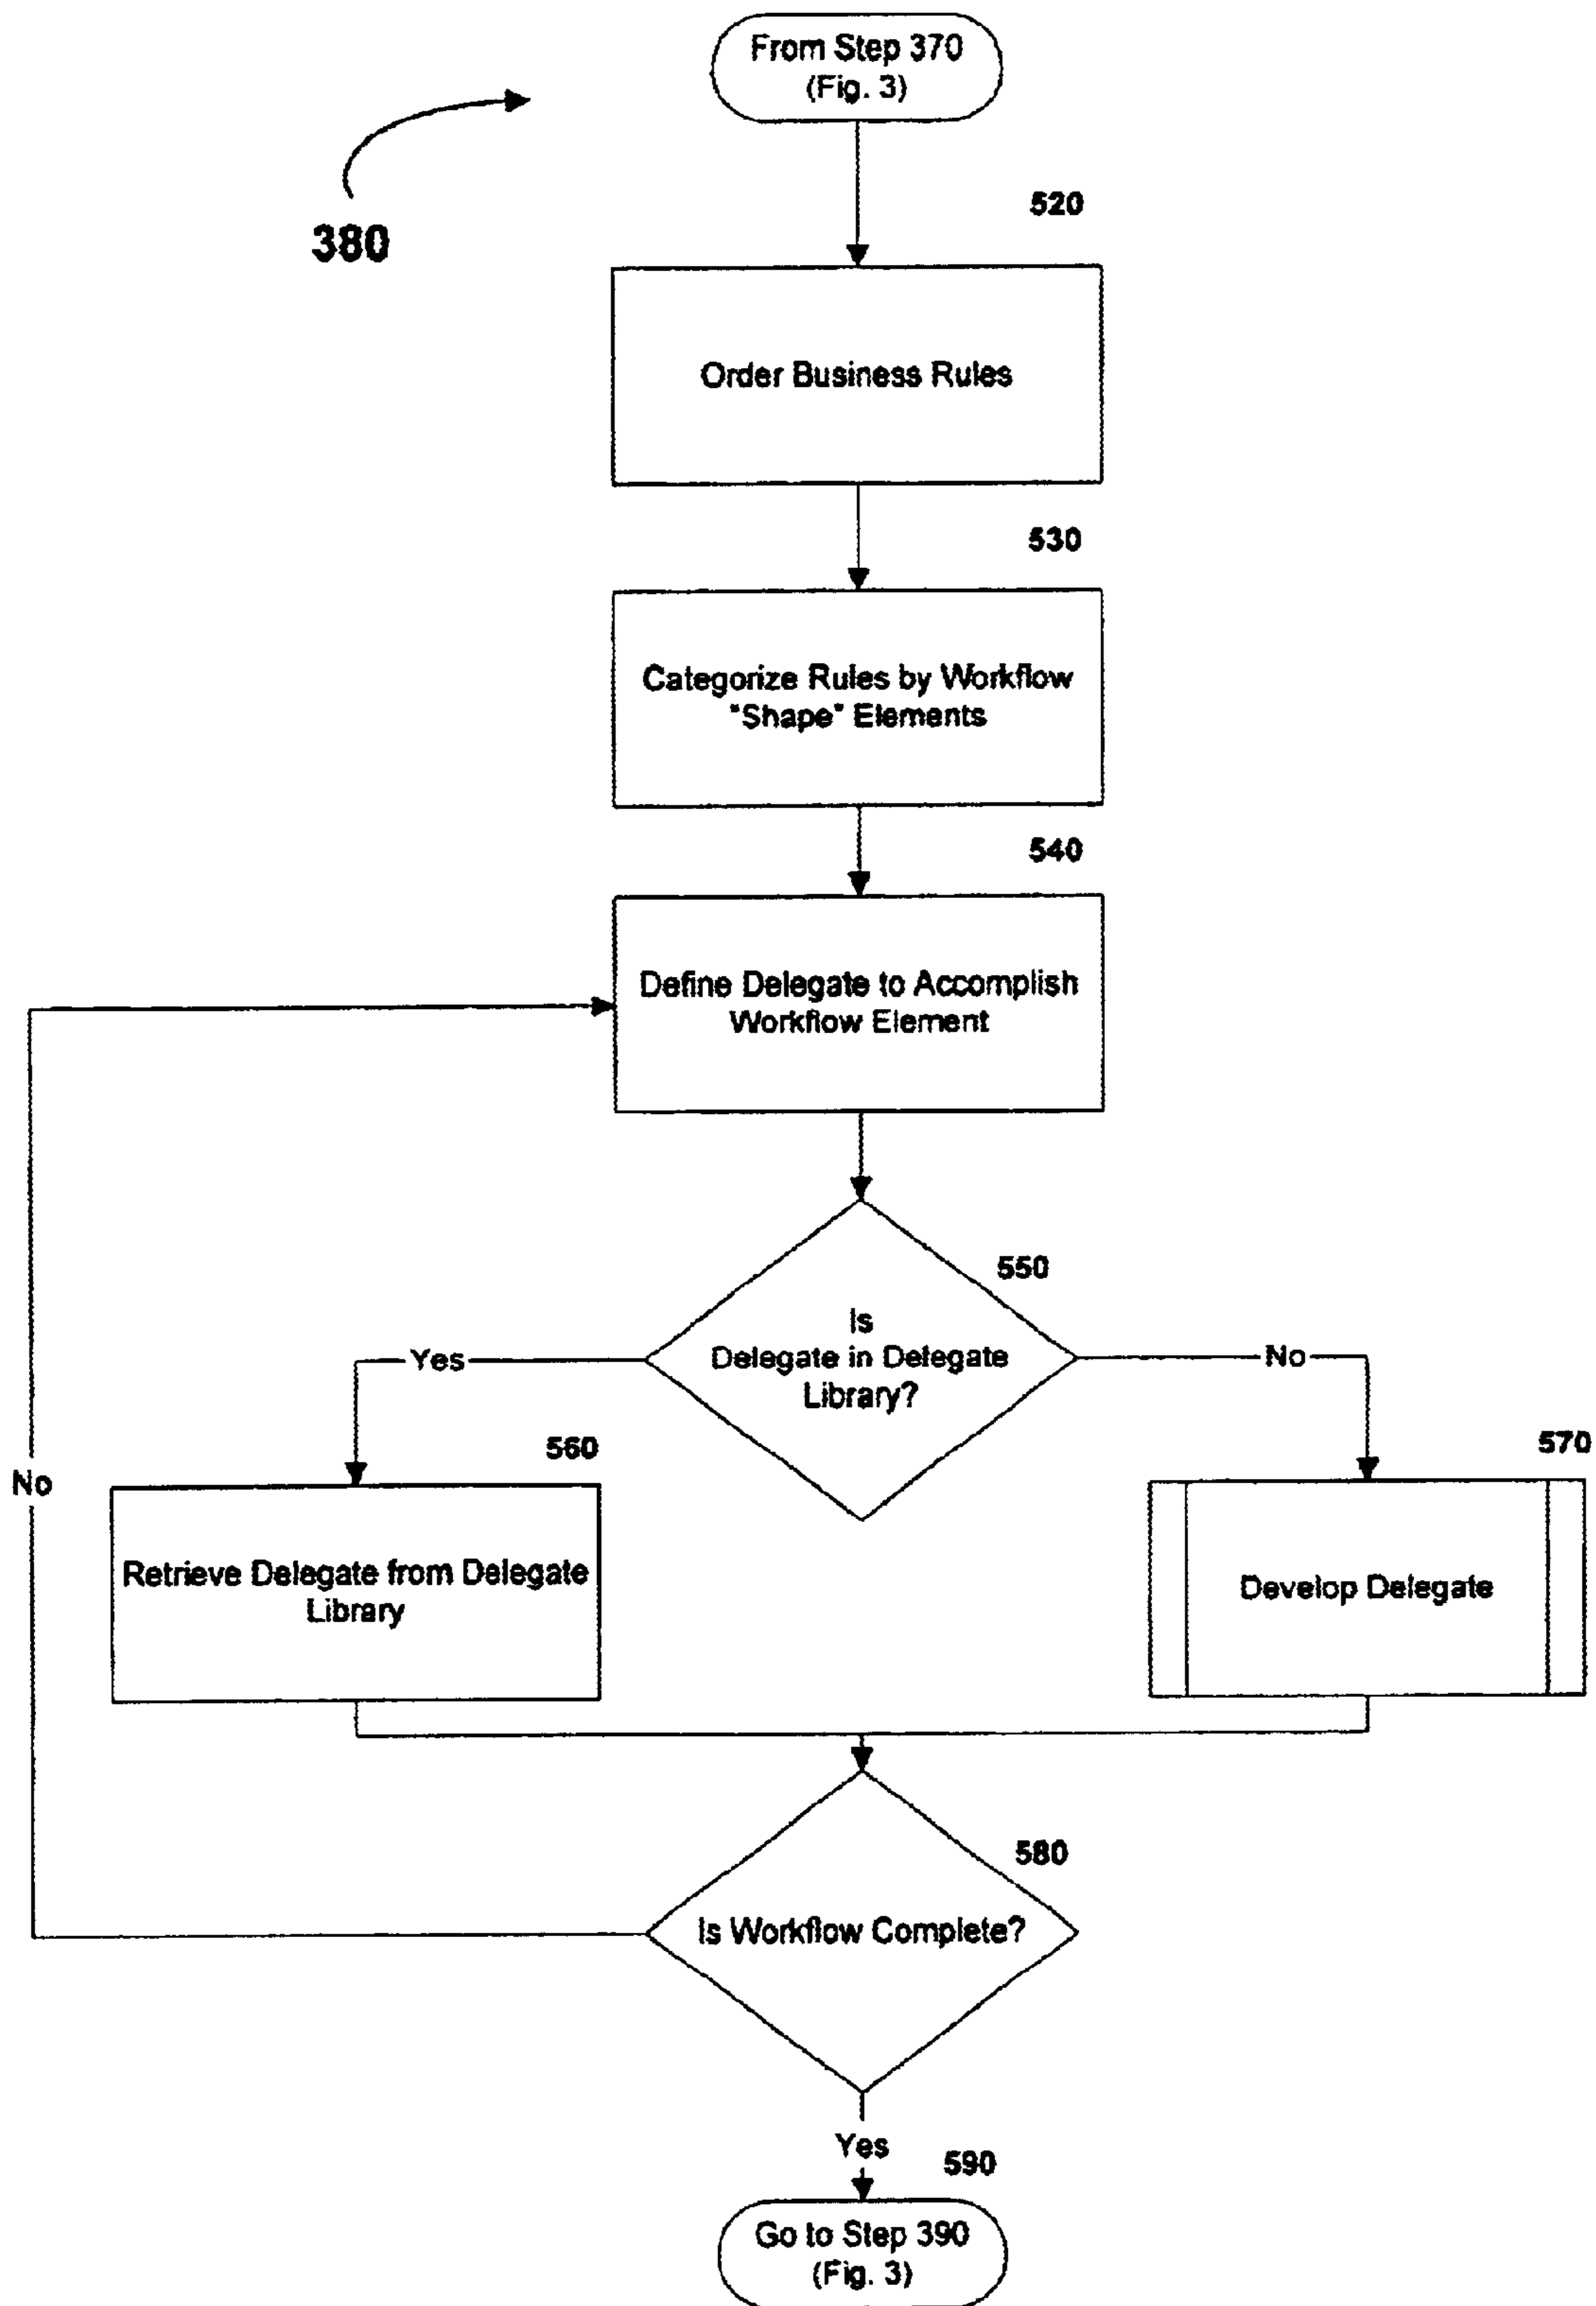 From Step 370
(Fig. 3)
380
520
Order Business Rules
530
Categorize Rules by Workflow
"Shape" Elements
540
Define Delegate to Accomplish
Workflow Element
550
Is
Delegate in Delegate
Library?
Yes
No
560
570
No
Retrieve Delegate from Delegate
Library
Develop Delegate
580
Is Workflow Complete?
Yes
590
Go to Step 390
(Fig. 3)